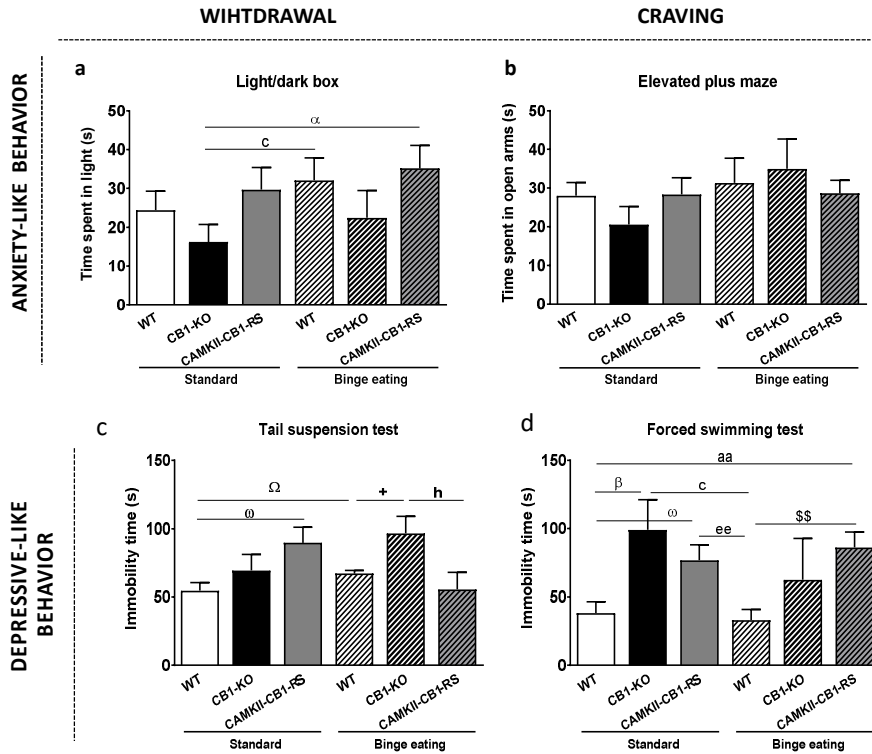 WIHTDRAWAL
CRAVING
ANXIETY-LIKE BEHAVIOR
a
Light/dark box
Time spent in light (s)
50
40
30
20
10
0
α
c
WT
CB1-KO
CAMKII-CB1-RS
WT
CB1-KO
CAMKII-CB1-RS
Standard
Binge eating
b
Elevated plus maze
Time spent in open arms (s)
50
40
30
20
10
0
WT
CB1-KO
CAMKII-CB1-RS
WT
CB1-KO
CAMKII-CB1-RS
Standard
Binge eating
DEPRESSIVE-LIKE
BEHAVIOR
c
Tail suspension test
Immobility time (s)
150
100
50
0
Ω
+
h
ω
WT
CB1-KO
CAMKII-CB1-RS
WT
CB1-KO
CAMKII-CB1-RS
Standard
Binge eating
d
Forced swimming test
Immobility time (s)
150
100
50
0
aa
β
c
ω
ee
$$
WT
CB1-KO
CAMKII-CB1-RS
WT
CB1-KO
CAMKII-CB1-RS
Standard
Binge eating